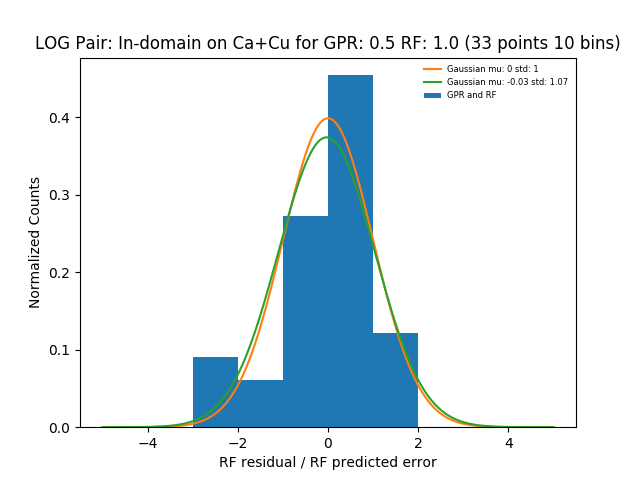 LOG Pair: In-domain on Ca+Cu for GPR: 0.5 RF: 1.0 (33 points 10 bins)
Gaussian mu: 0 std: 1
Gaussian mu: -0.03 std: 1.07
GPR and RF
Normalized Counts
0.4
0.3
0.2
0.1
0.0
−4 −2 0 2 4
RF residual / RF predicted error